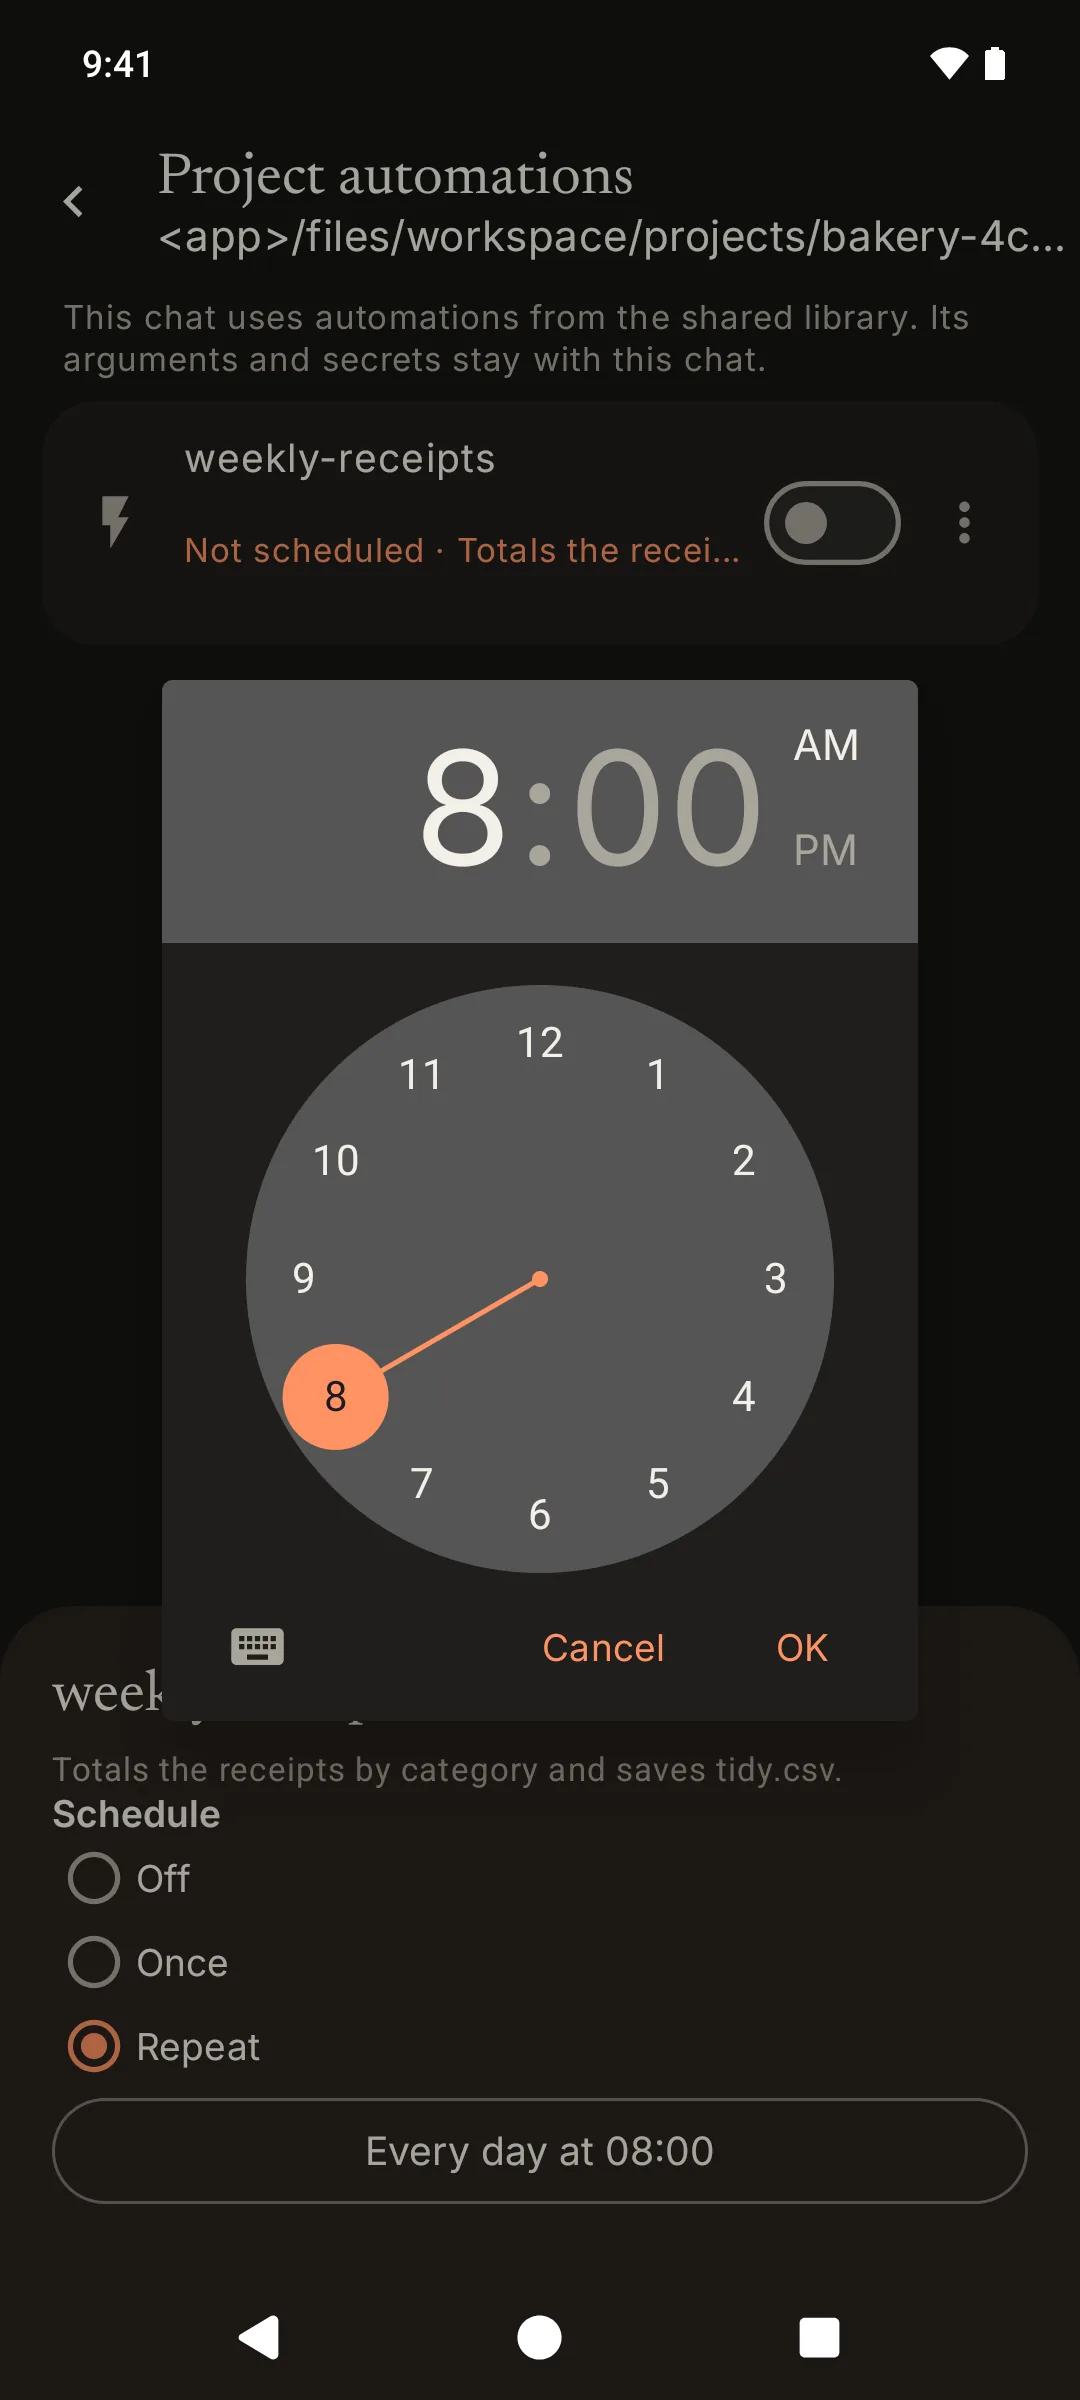 9:41
Project automations
<app>/files/workspace/projects/bakery-4c...
This chat uses automations from the shared library. Its
arguments and secrets stay with this chat.
weekly-receipts
Not scheduled · Totals the recei...
8:00
AM
PM
12
11
1
10
2
9
3
8
4
7
5
6
Cancel
OK
Totals the receipts by category and saves tidy.csv.
Schedule
Off
Once
Repeat
Every day at 08:00